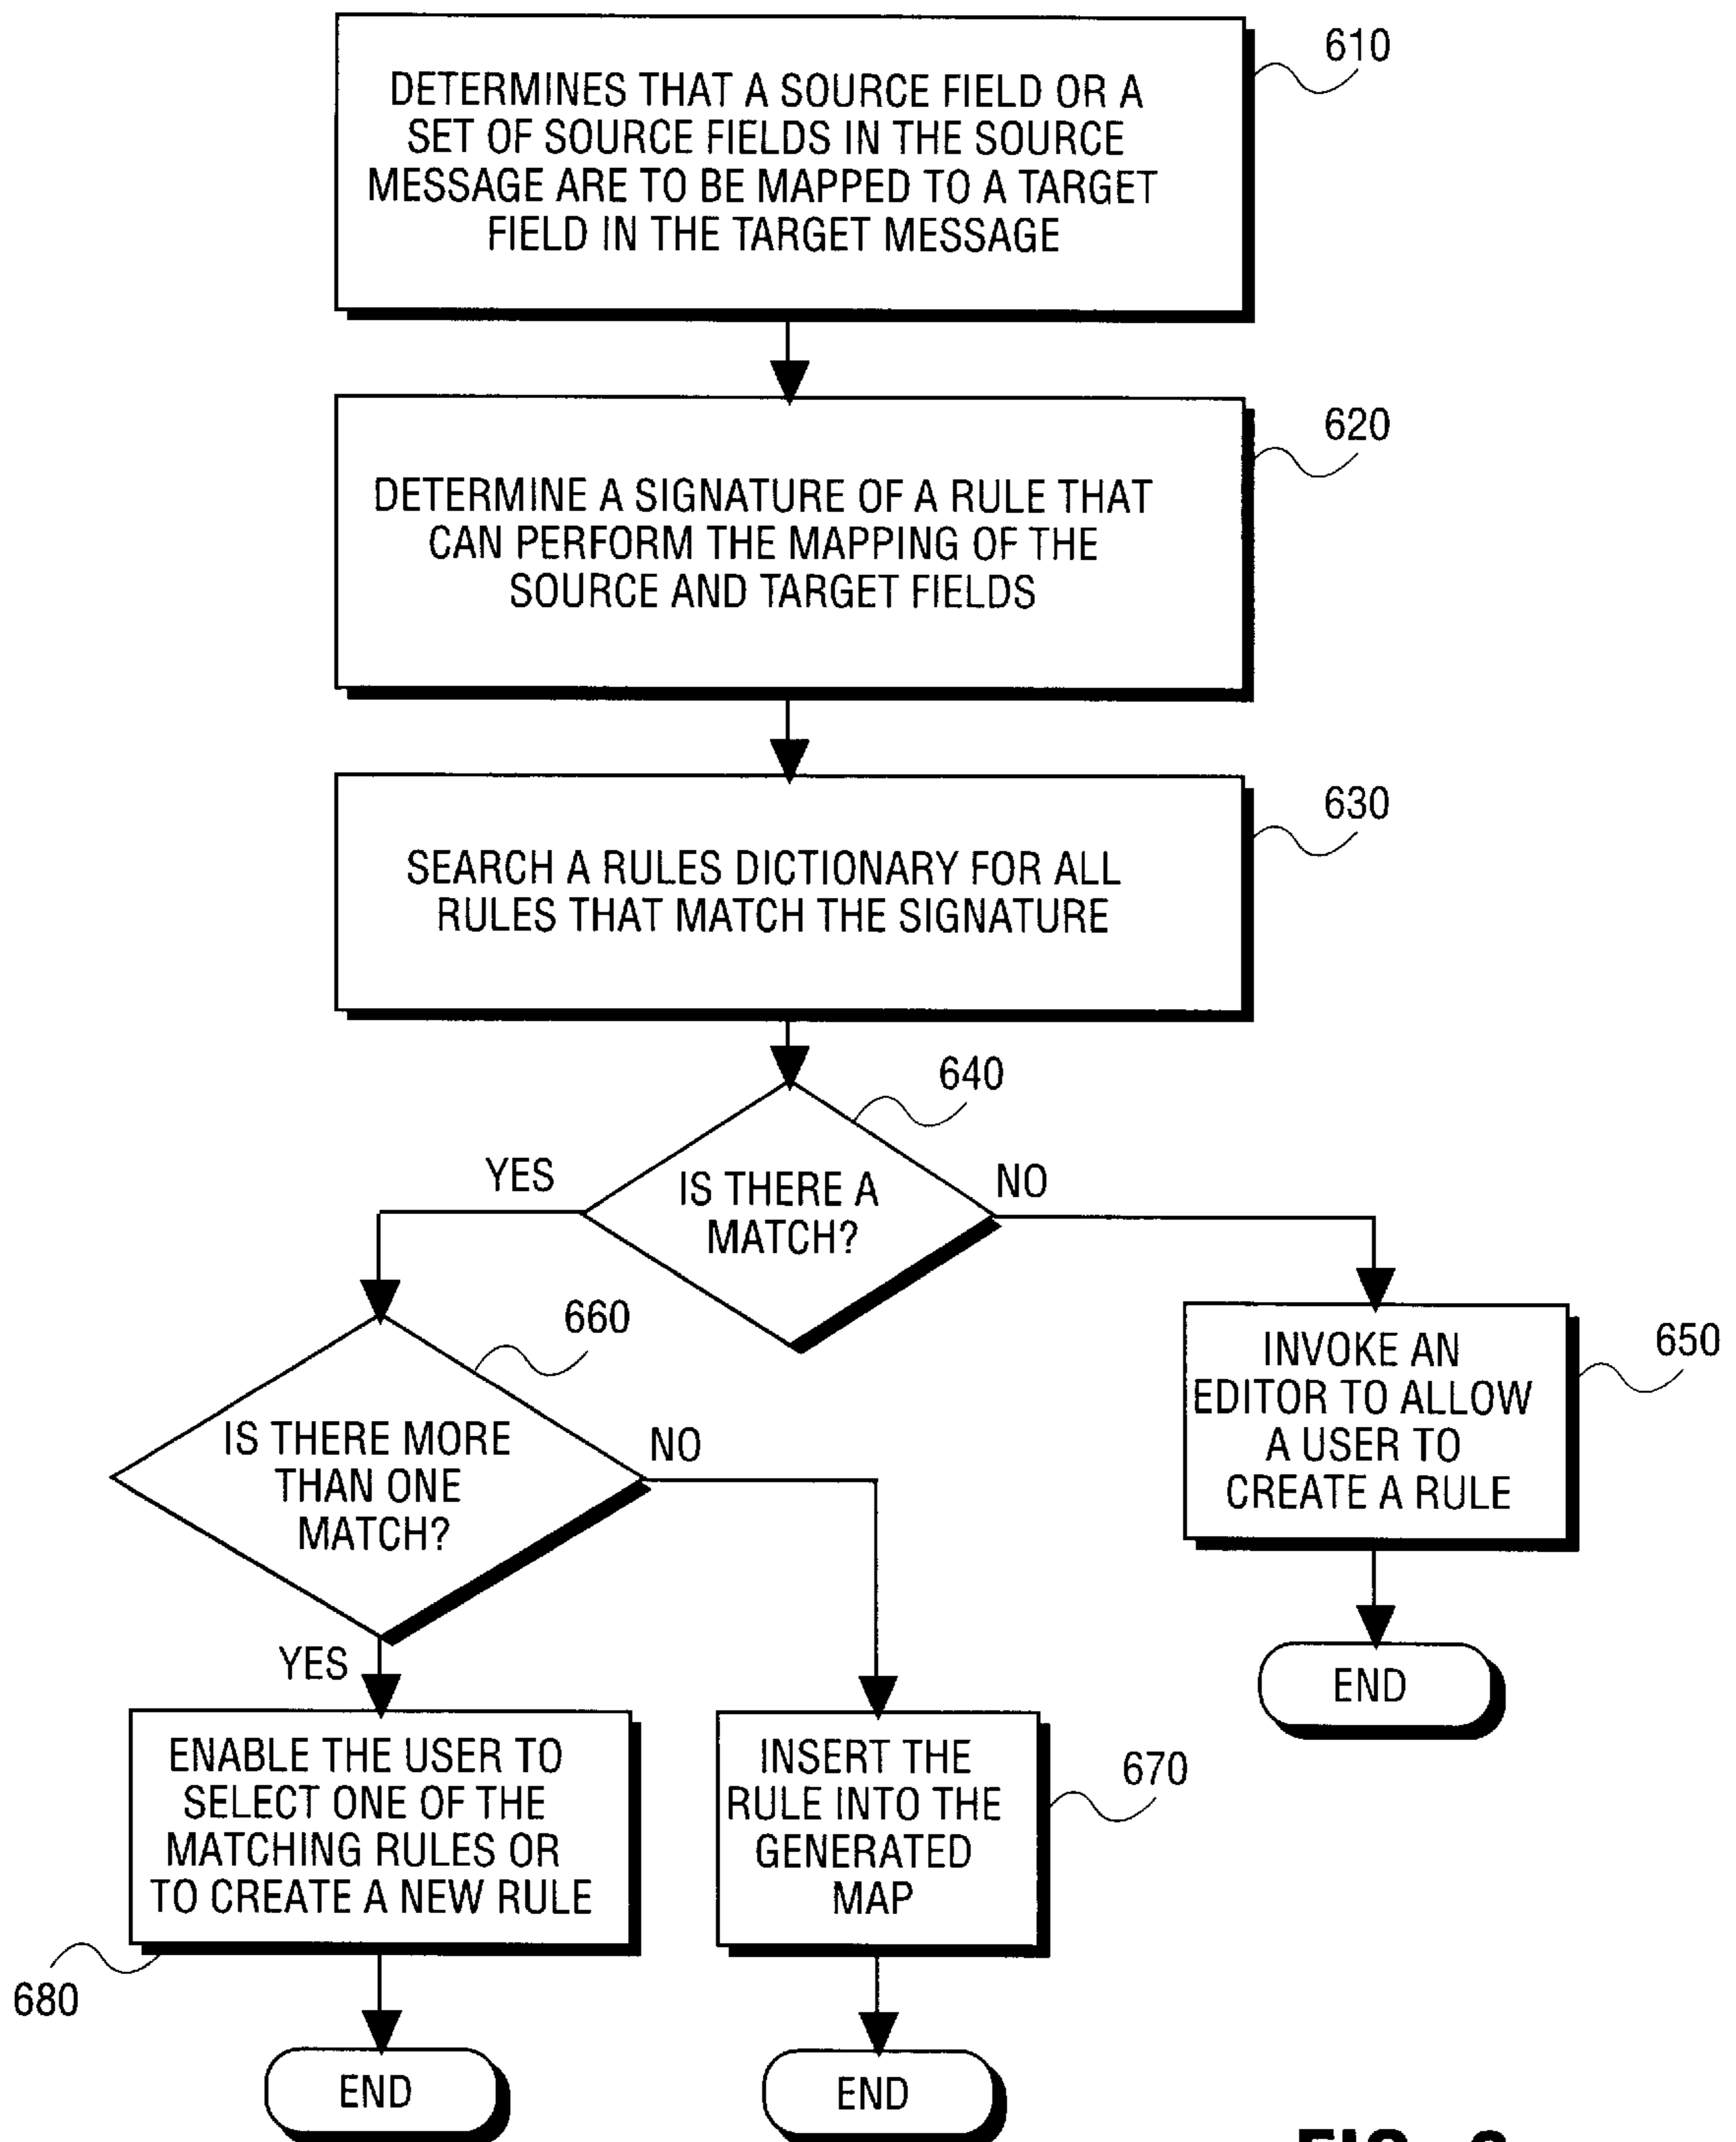 610
DETERMINES THAT A SOURCE FIELD OR A
SET OF SOURCE FIELDS IN THE SOURCE
MESSAGE ARE TO BE MAPPED TO A TARGET
FIELD IN THE TARGET MESSAGE
620
DETERMINE A SIGNATURE OF A RULE THAT
CAN PERFORM THE MAPPING OF THE
SOURCE AND TARGET FIELDS
630
SEARCH A RULES DICTIONARY FOR ALL
RULES THAT MATCH THE SIGNATURE
640
YES
IS THERE A
MATCH?
NO
660
IS THERE MORE
THAN ONE
MATCH?
NO
YES
650
INVOKE AN
EDITOR TO ALLOW
A USER TO
CREATE A RULE
END
ENABLE THE USER TO
SELECT ONE OF THE
MATCHING RULES OR
TO CREATE A NEW RULE
680
INSERT THE
RULE INTO THE
GENERATED
MAP
670
END
END